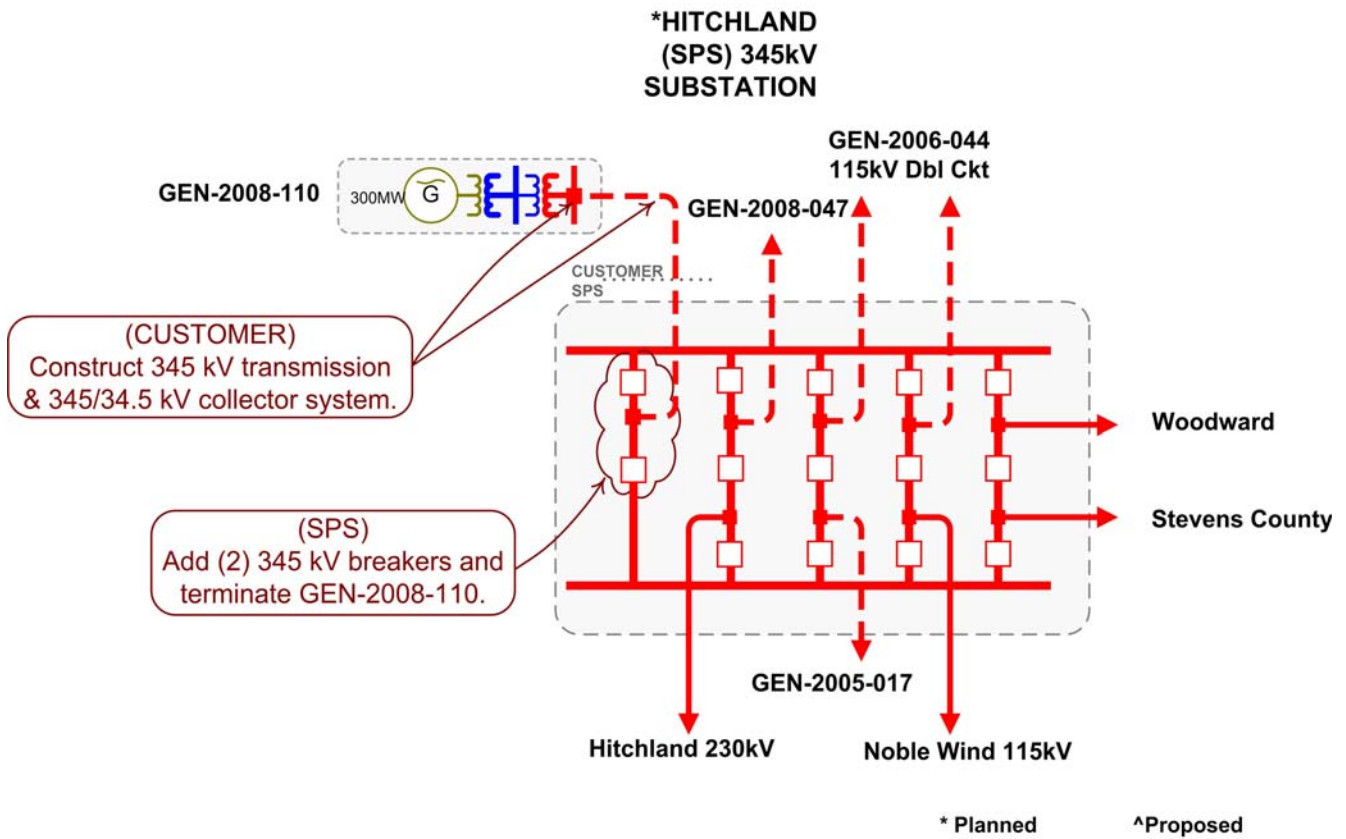 *HITCHLAND
(SPS) 345kV
SUBSTATION
GEN-2006-044
115kV Dbl Ckt
GEN-2008-110
300MW
G
GEN-2008-047
CUSTOMER
SPS
(CUSTOMER)
Construct 345 kV transmission
& 345/34.5 kV collector system.
Woodward
(SPS)
Add (2) 345 kV breakers and
terminate GEN-2008-110.
Stevens County
GEN-2005-017
Hitchland 230kV
Noble Wind 115kV
* Planned
^Proposed